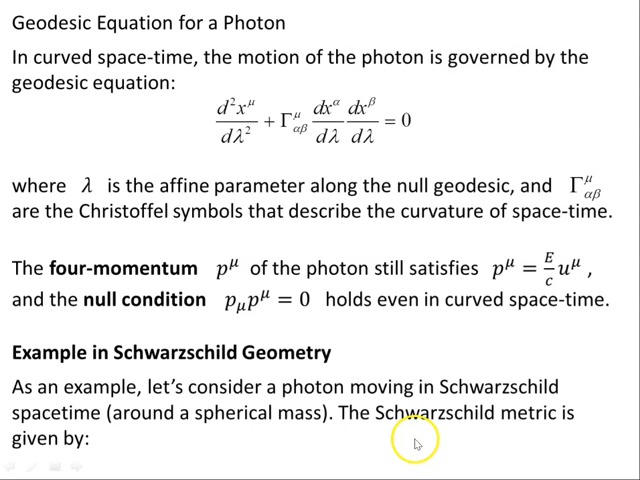 Geodesic Equation for a Photon
In curved space-time, the motion of the photon is governed by the
geodesic equation:
d²x^μ/dλ² + Γ^μ_αβ dx^α/dλ dx^β/dλ = 0
where λ is the affine parameter along the null geodesic, and Γ^μ_αβ
are the Christoffel symbols that describe the curvature of space-time.
The four-momentum p^μ of the photon still satisfies p^μ = E/c u^μ ,
and the null condition p_μ p^μ = 0 holds even in curved space-time.
Example in Schwarzschild Geometry
As an example, let’s consider a photon moving in Schwarzschild
spacetime (around a spherical mass). The Schwarzschild metric is
given by: